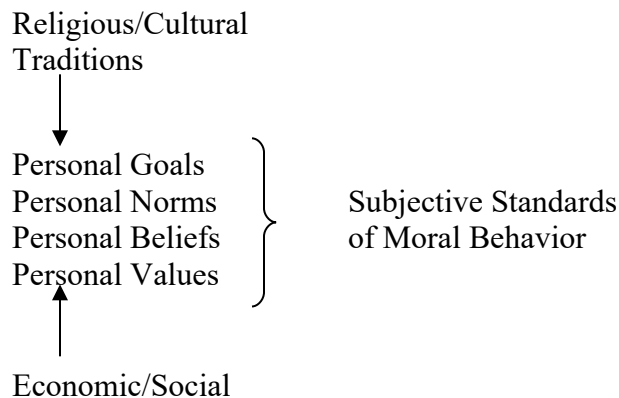 Religious/Cultural
Traditions
Personal Goals
Personal Norms
Personal Beliefs
Personal Values
Subjective Standards
of Moral Behavior
Economic/Social